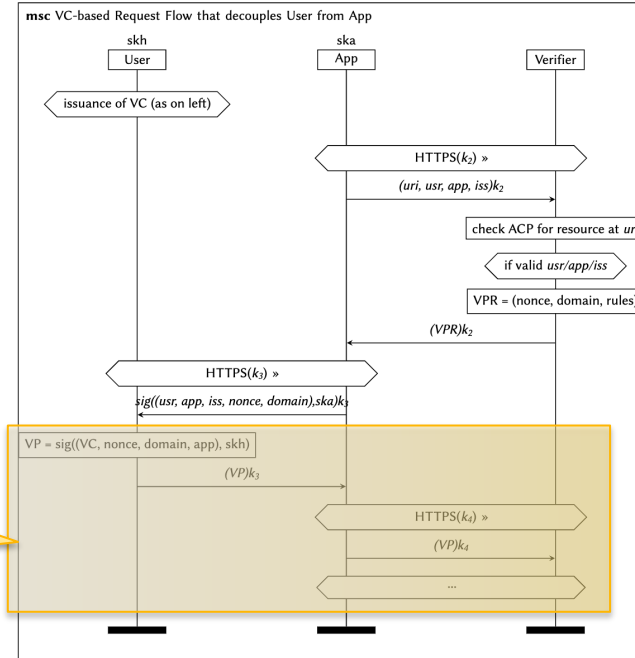 msc VC-based Request Flow that decouples User from App
skh
ska
User
App
Verifier
issuance of VC (as on left)
HTTPS(k₂) »
(uri, usr, app, iss)k₂
check ACP for resource at ur
if valid usr/app/iss
VPR = (nonce, domain, rules)
(VPR)k₂
HTTPS(k₃) »
sig((usr, app, iss, nonce, domain),ska)k₃
VP = sig((VC, nonce, domain, app), skh)
(VP)k₃
HTTPS(k₄) »
(VP)k₄
...